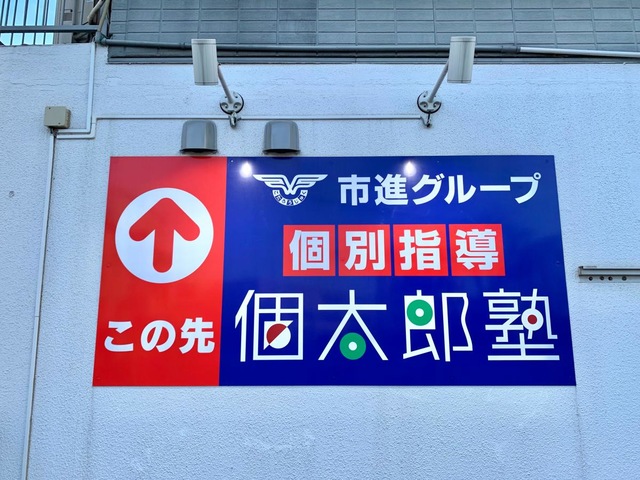 市進グループ
個別指導
個太郎塾
この先